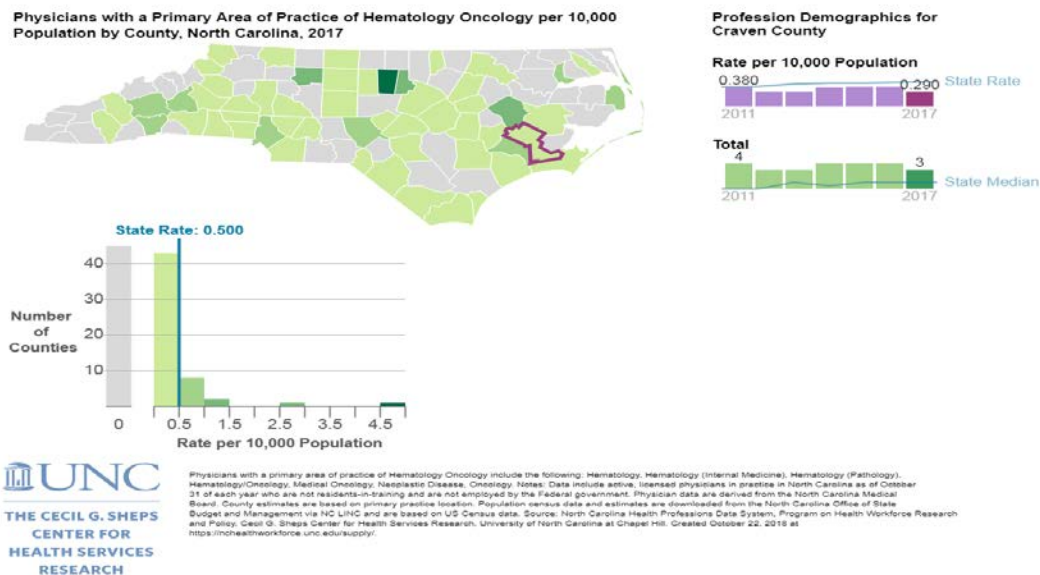 Physicians with a Primary Area of Practice of Hematology Oncology per 10,000
Population by County, North Carolina, 2017
Profession Demographics for
Craven County
Rate per 10,000 Population
0.380
0.290
State Rate
2011
2017
Total
4
3
State Median
2011
2017
State Rate: 0.500
40
30
20
10
Number
of
Counties
0
0.5
1.5
2.5
3.5
4.5
Rate per 10,000 Population
UNC
THE CECIL G. SHEPS
CENTER FOR
HEALTH SERVICES
RESEARCH
Physicians with a primary area of practice of Hematology Oncology include the following: Hematology, Hematology (Internal Medicine), Hematology (Pathology),
Hematology/Oncology, Medical Oncology, Neoplastic Disease, Oncology. Notes: Data include active, licensed physicians in practice in North Carolina as of October
31 of each year who are not residents-in-training and are not employed by the Federal government. Physician data are derived from the North Carolina Medical
Board. County estimates are based on primary practice location. Population census data and estimates are downloaded from the North Carolina Office of State
Budget and Management via NC LINC and are based on US Census data. Source: North Carolina Health Professions Data System, Program on Health Workforce Research
and Policy, Cecil G. Sheps Center for Health Services Research, University of North Carolina at Chapel Hill. Created October 22, 2018 at
https://nchealthworkforce.unc.edu/supply/.